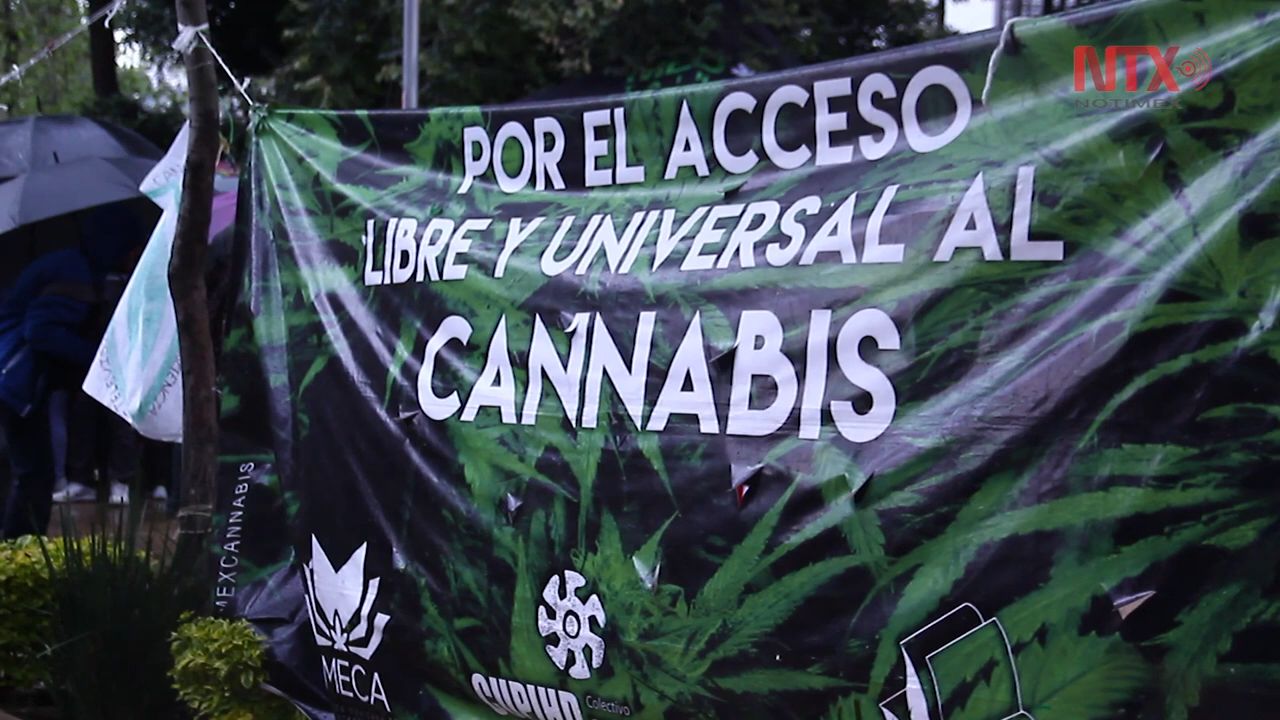 NTX
NOTIMEX
POR EL ACCESO
LIBRE Y UNIVERSAL AL
CANNABIS
MEXCANNABIS
MECA
Colectivo